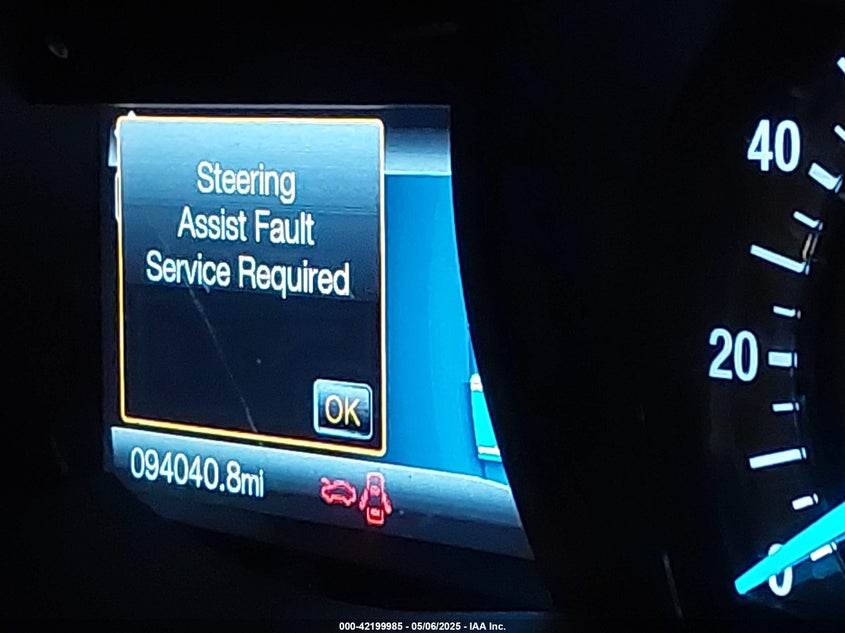 Steering
Assist Fault
Service Required
OK
094040.8mi
40
20
0
000-42199985 - 05/06/2025 - IAA Inc.